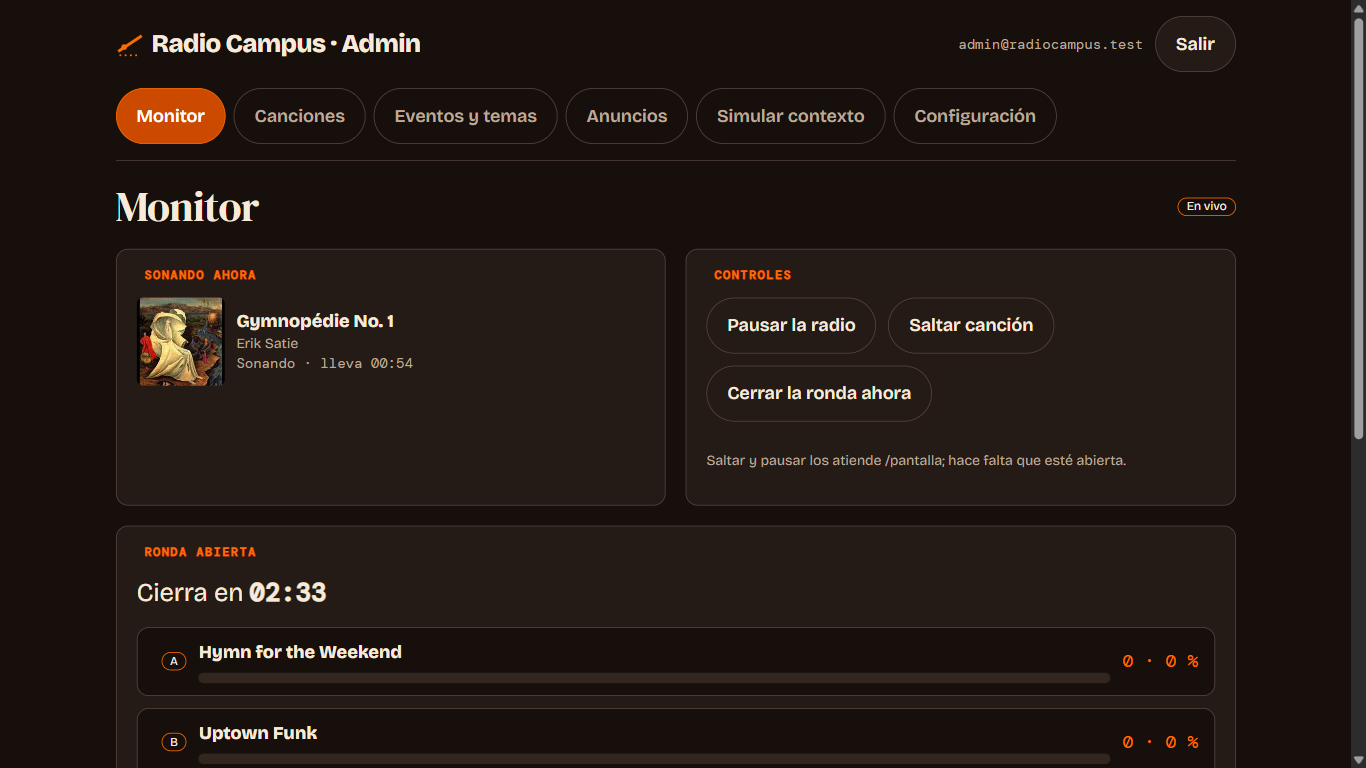 Radio Campus · Admin
admin@radiocampus.test
Salir
Monitor
Canciones
Eventos y temas
Anuncios
Simular contexto
Configuración
Monitor
En vivo
SONANDO AHORA
Gymnopédie No. 1
Erik Satie
Sonando · lleva 00:54
CONTROLES
Pausar la radio
Saltar canción
Cerrar la ronda ahora
Saltar y pausar los atiende /pantalla; hace falta que esté abierta.
RONDA ABIERTA
Cierra en 02:33
A
Hymn for the Weekend
0 · 0 %
B
Uptown Funk
0 · 0 %